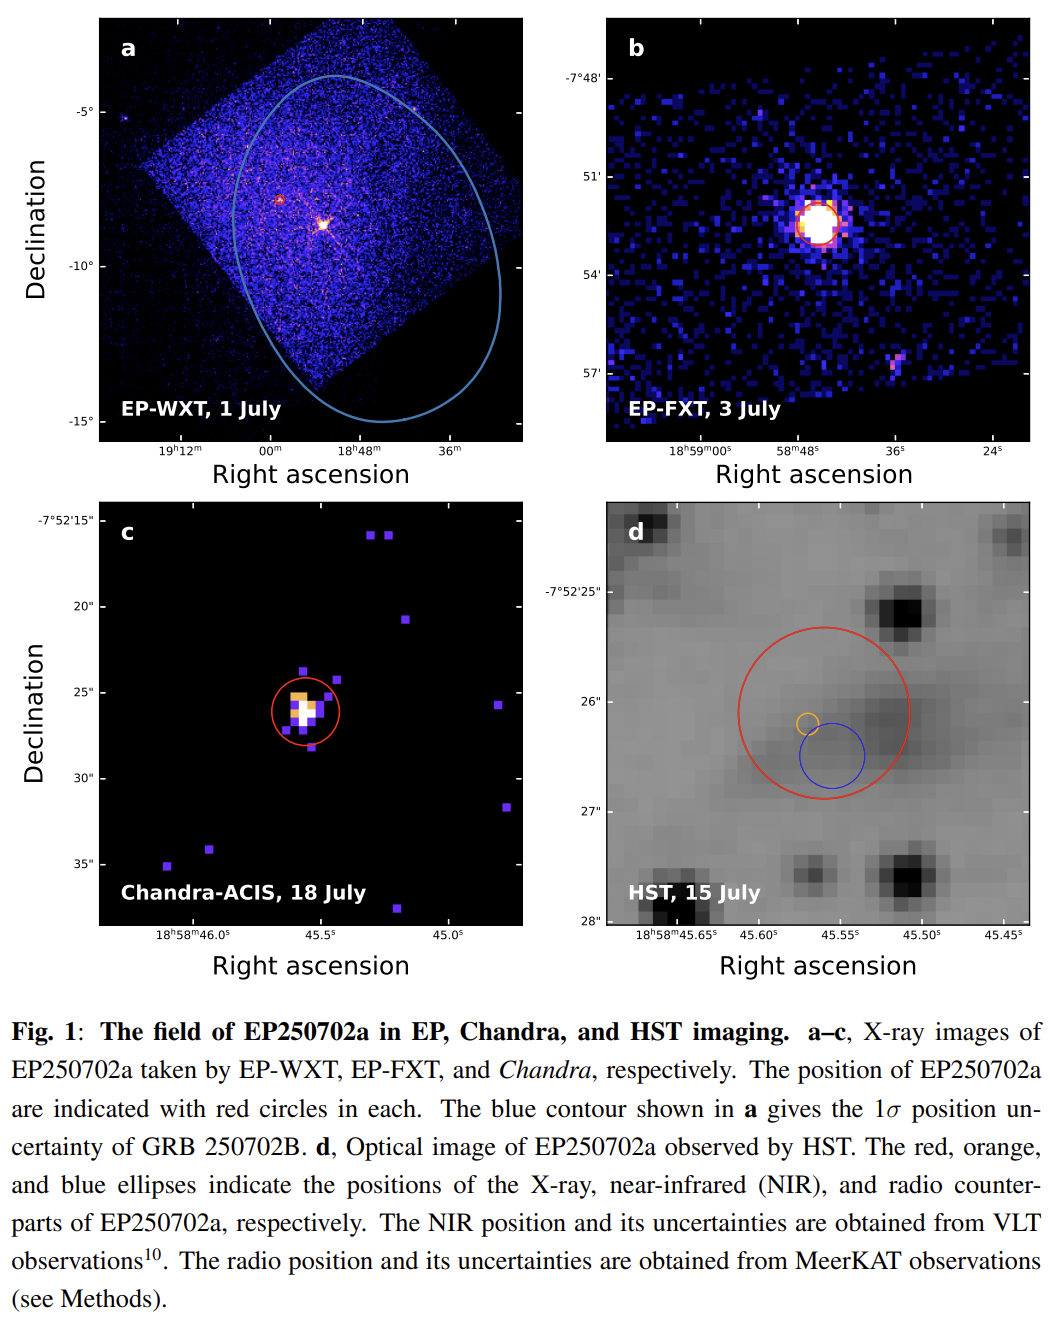 a
-5°
-10°
-15°
Declination
EP-WXT, 1 July
19ʰ12ᵐ 00ᵐ 18ʰ48ᵐ 36ᵐ
Right ascension
b
-7°48'
51'
54'
57'
EP-FXT, 3 July
18ʰ59ᵐ00ˢ 58ᵐ48ˢ 36ˢ 24ˢ
Right ascension
c
-7°52'15"
20"
25"
30"
35"
Declination
Chandra-ACIS, 18 July
18ʰ58ᵐ46.0ˢ 45.5ˢ 45.0ˢ
Right ascension
d
-7°52'25"
26"
27"
28"
HST, 15 July
18ʰ58ᵐ45.65ˢ 45.60ˢ 45.55ˢ 45.50ˢ 45.45ˢ
Right ascension
Fig. 1: The field of EP250702a in EP, Chandra, and HST imaging. a–c, X-ray images of
EP250702a taken by EP-WXT, EP-FXT, and Chandra, respectively. The position of EP250702a
are indicated with red circles in each. The blue contour shown in a gives the 1σ position un-
certainty of GRB 250702B. d, Optical image of EP250702a observed by HST. The red, orange,
and blue ellipses indicate the positions of the X-ray, near-infrared (NIR), and radio counter-
parts of EP250702a, respectively. The NIR position and its uncertainties are obtained from VLT
observations¹⁰. The radio position and its uncertainties are obtained from MeerKAT observations
(see Methods).